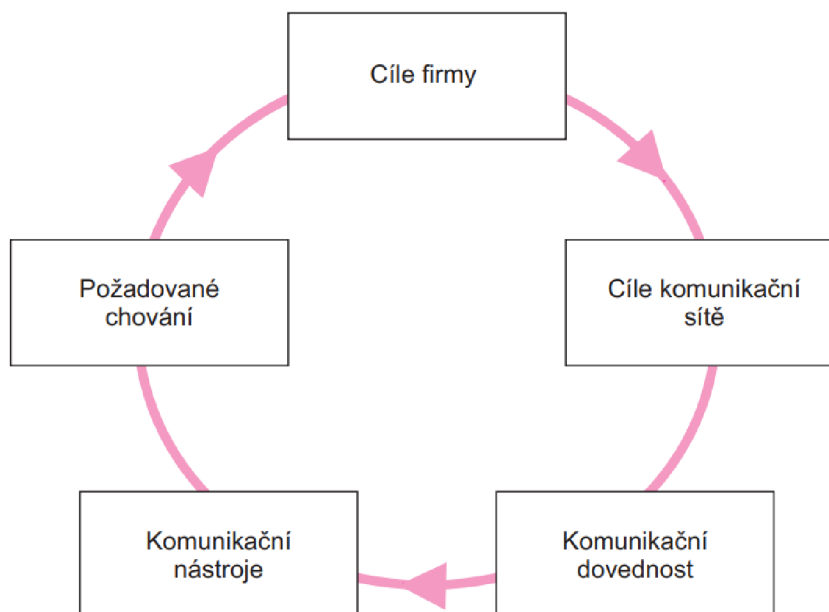 Cíle firmy
Cíle komunikační
sítě
Komunikační
dovednost
Komunikační
nástroje
Požadované
chování